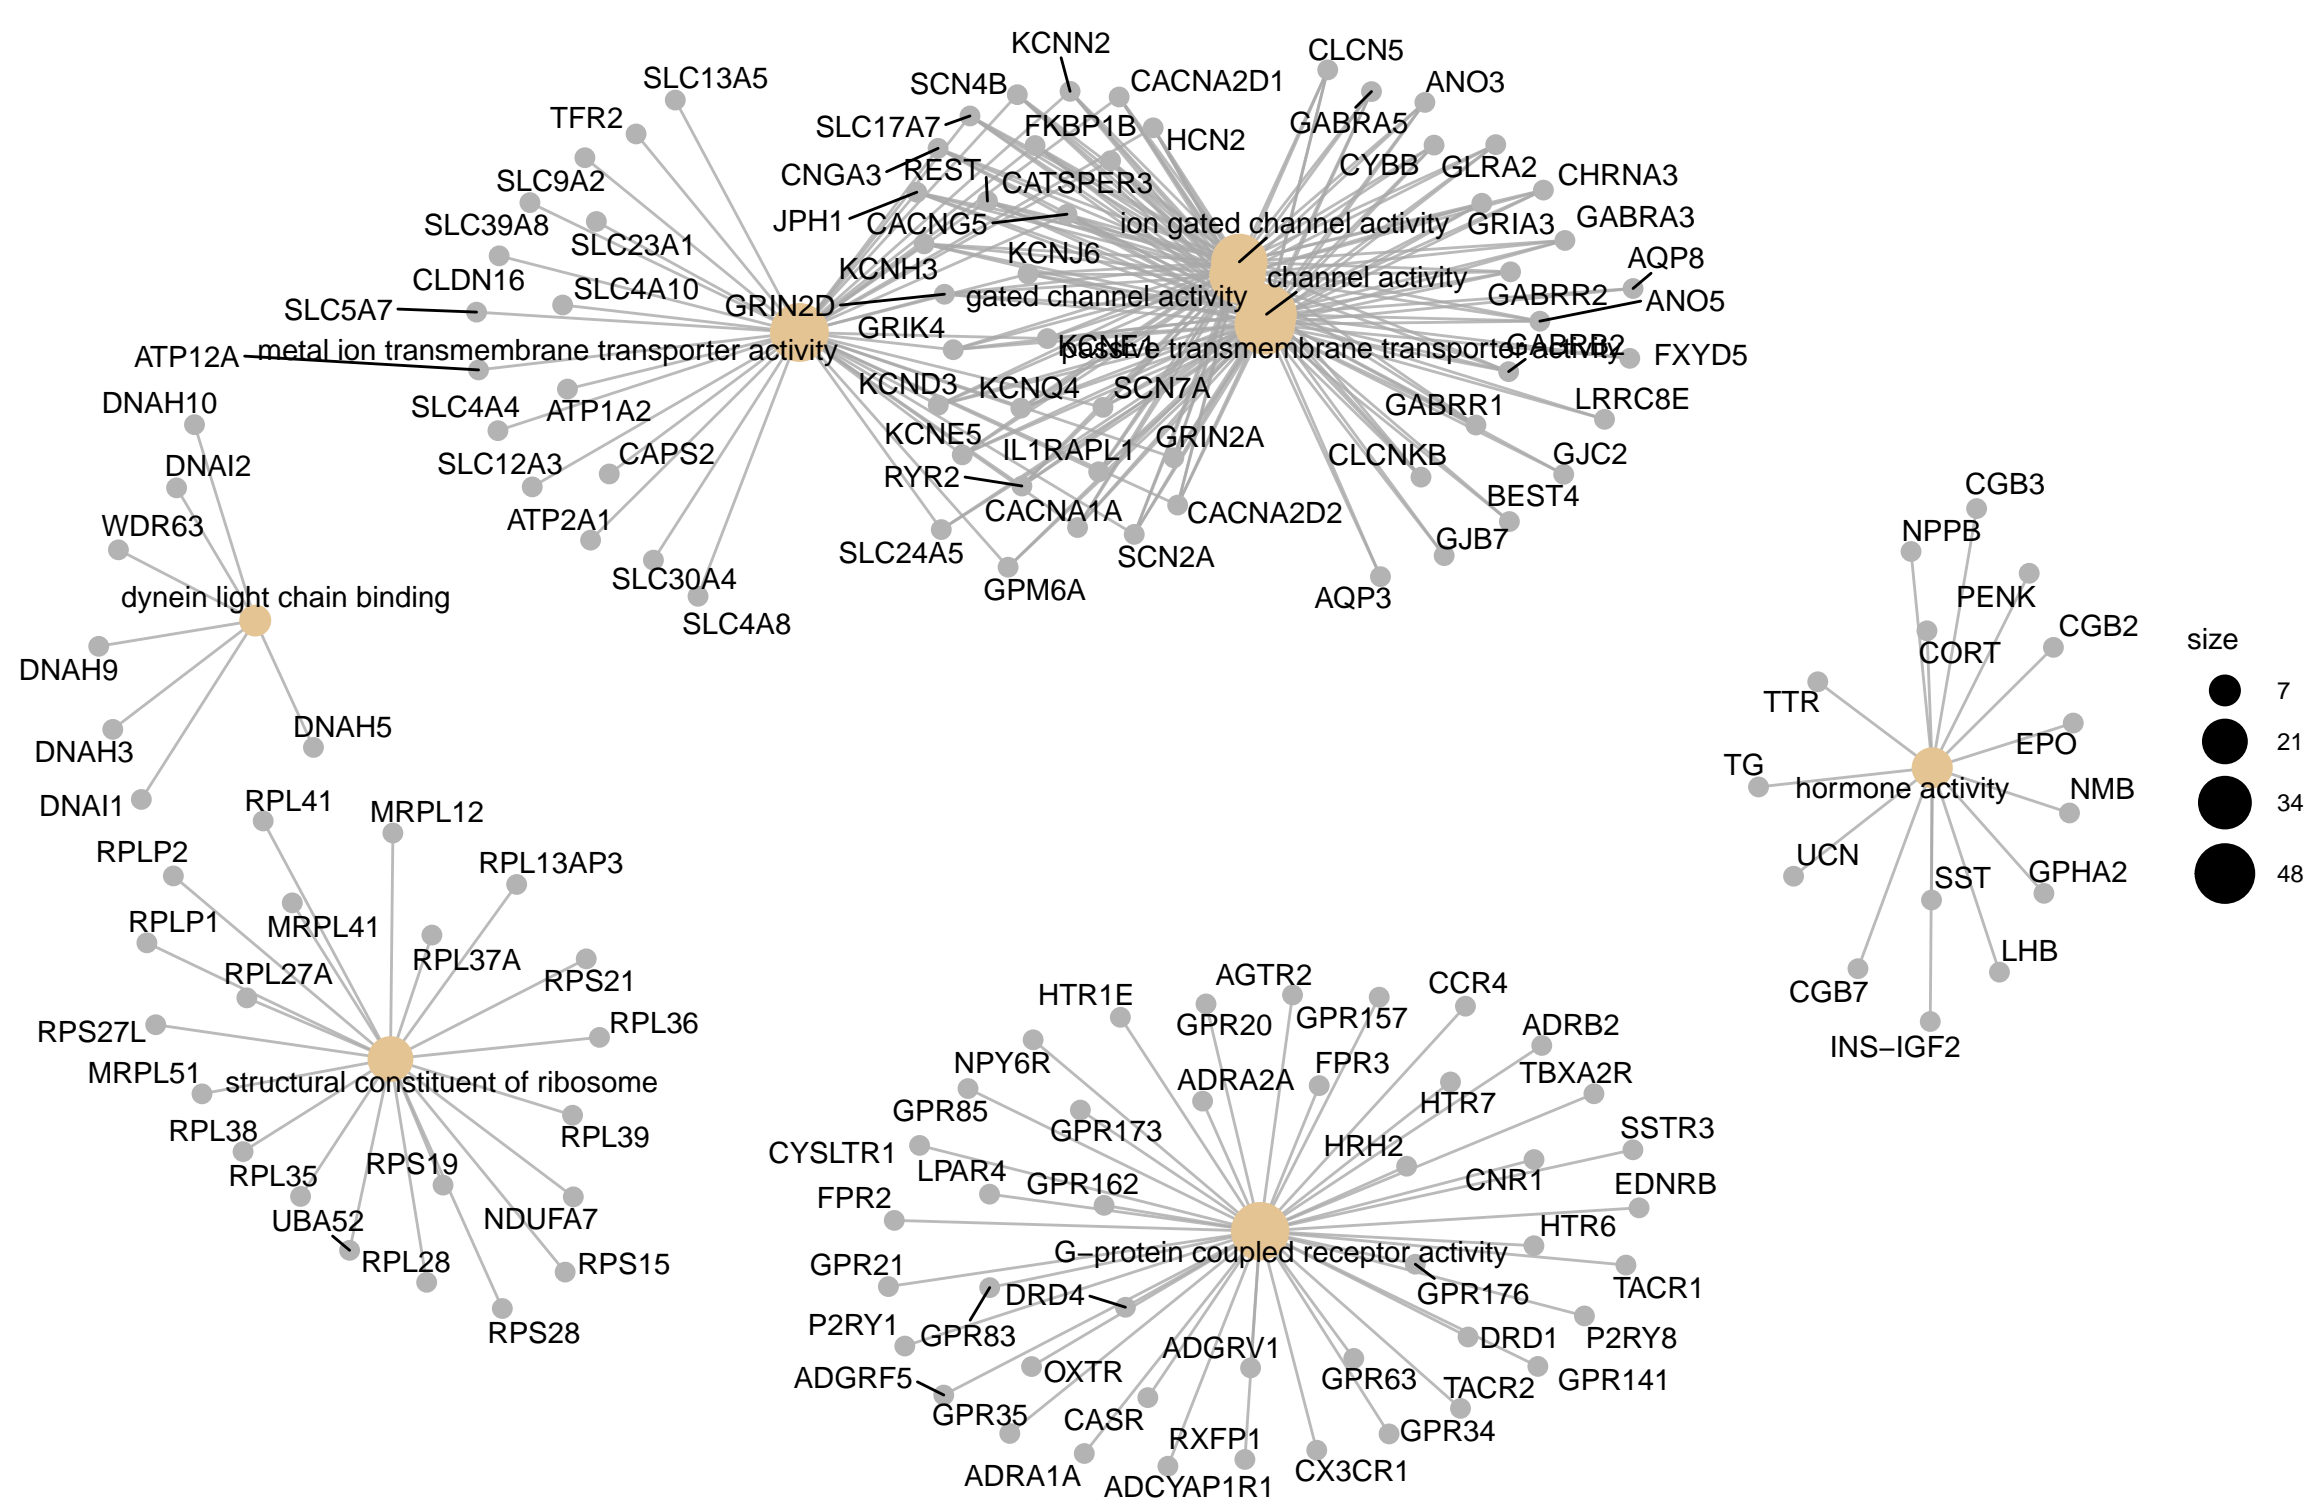 KCNN2
CLCN5
SLC13A5
SCN4B
CACNA2D1
ANO3
TFR2
SLC17A7
FKBP1B
GABRA5
HCN2
CYBB
GLRA2
CNGA3
REST
CATSPER3
CHRNA3
SLC9A2
JPH1
CACNG5
ion gated channel activity
GRIA3
GABRA3
SLC39A8
SLC23A1
KCNH3
KCNJ6
AQP8
CLDN16
channel activity
SLC4A10
GRIN2D
gated channel activity
GABRR2
ANO5
SLC5A7
GRIK4
KCNE1
GABRB2
ATP12A
metal ion transmembrane transporter activity
passive transmembrane transporter activity
FXYD5
DNAH10
SLC4A4
ATP1A2
KCND3
KCNQ4
SCN7A
GABRR1
LRRC8E
KCNE5
IL1RAPL1
GRIN2A
DNAI2
SLC12A3
CAPS2
RYR2
CLCNKB
GJC2
CGB3
BEST4
WDR63
ATP2A1
CACNA1A
CACNA2D2
NPPB
SLC24A5
SCN2A
GJB7
SLC30A4
GPM6A
AQP3
PENK
dynein light chain binding
SLC4A8
CGB2
size
CORT
DNAH9
TTR
7
DNAH3
DNAH5
EPO
21
TG
hormone activity
NMB
DNAI1
RPL41
MRPL12
34
RPLP2
RPL13AP3
UCN
SST
GPHA2
48
RPLP1
MRPL41
RPL37A
LHB
RPL27A
RPS21
AGTR2
CCR4
CGB7
HTR1E
GPR20
GPR157
ADRB2
RPS27L
RPL36
INS−IGF2
NPY6R
FPR3
TBXA2R
MRPL51
structural constituent of ribosome
ADRA2A
HTR7
GPR85
GPR173
SSTR3
RPL38
RPL39
CYSLTR1
HRH2
RPL35
RPS19
LPAR4
GPR162
CNR1
EDNRB
FPR2
UBA52
NDUFA7
HTR6
RPL28
RPS15
GPR21
G−protein coupled receptor activity
TACR1
DRD4
GPR176
RPS28
P2RY1
GPR83
ADGRV1
DRD1
P2RY8
ADGRF5
OXTR
GPR63
TACR2
GPR141
GPR35
CASR
RXFP1
GPR34
ADRA1A
ADCYAP1R1
CX3CR1